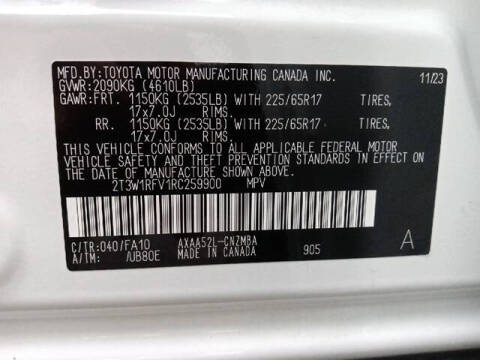 MFD.BY:TOYOTA MOTOR MANUFACTURING CANADA INC. 11/23
GVWR:2090KG (4610LB)
GAWR:FRT. 1150KG (2535LB) WITH 225/65R17 TIRES,
17x7.0J RIMS,
RR. 1150KG (2535LB) WITH 225/65R17 TIRES,
17x7.0J RIMS,
THIS VEHICLE CONFORMS TO ALL APPLICABLE FEDERAL MOTOR
VEHICLE SAFETY AND THEFT PREVENTION STANDARDS IN EFFECT ON
THE DATE OF MANUFACTURE SHOWN ABOVE.
2T3W1RFV1RC259900 MPV
C/TR:040/FA10 AXAA52L-CNZMBA A
A/TM: /UB80E MADE IN CANADA 905